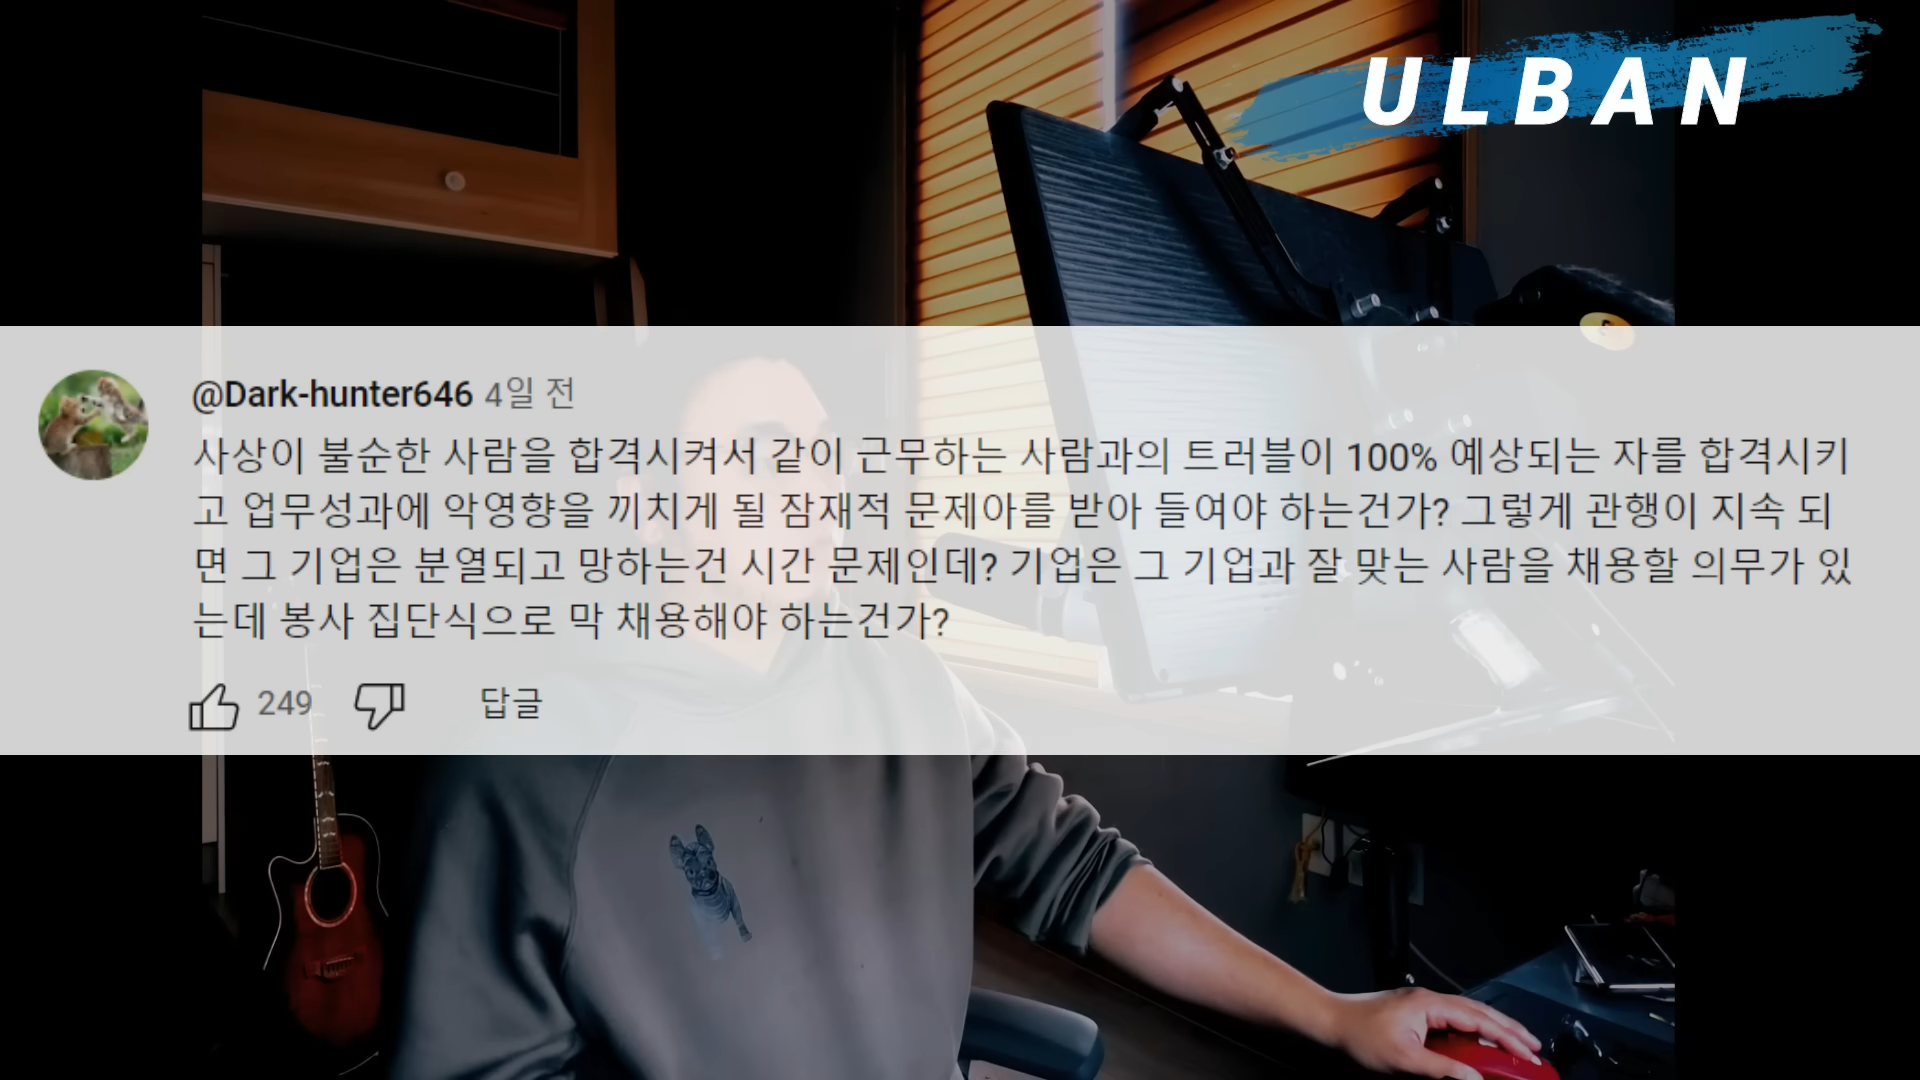 ULBAN
@Dark-hunter646 4일 전
사상이 불순한 사람을 합격시켜서 같이 근무하는 사람과의 트러블이 100% 예상되는 자를 합격시키
고 업무성과에 악영향을 끼치게 될 잠재적 문제아를 받아 들여야 하는건가? 그렇게 관행이 지속 되
면 그 기업은 분열되고 망하는건 시간 문제인데? 기업은 그 기업과 잘 맞는 사람을 채용할 의무가 있
는데 봉사 집단식으로 막 채용해야 하는건가?
249 답글